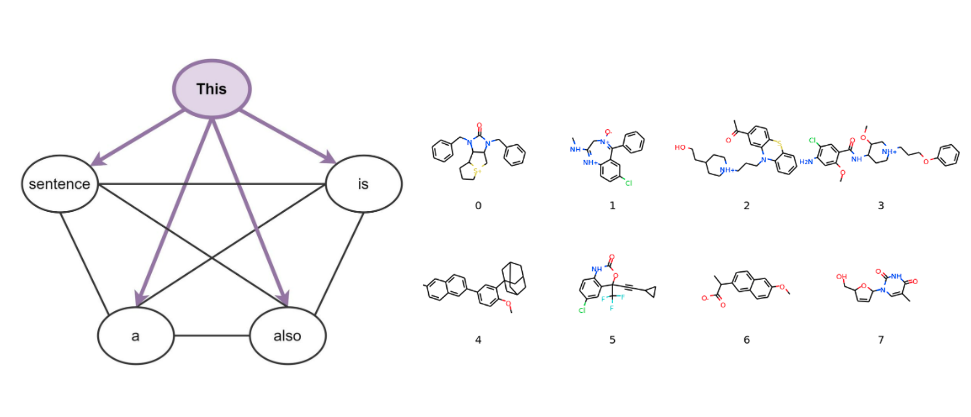 This
sentence
is
a
also
O
N
N
S+
0
O-
N+
NH
NH+
Cl
1
O
S
HO
N
NH+
2
Cl
O
O
H2N
NH
NH+
O
O
3
O
4
NH
O
O
Cl
F
F
F
5
O-
O
O
6
HO
O
N
O
NH
O
7